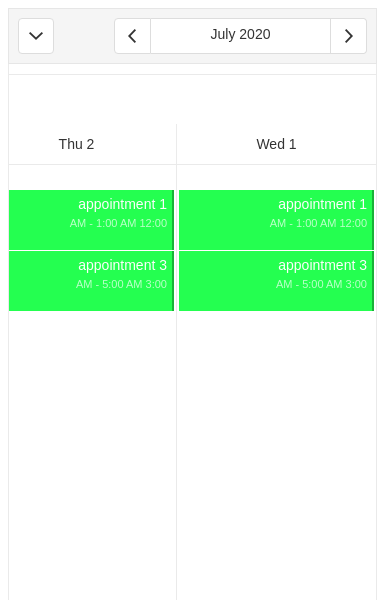 July 2020
Wed 1
Thu 2
appointment 1
AM - 1:00 AM 12:00
appointment 3
AM - 5:00 AM 3:00
appointment 1
AM - 1:00 AM 12:00
appointment 3
AM - 5:00 AM 3:00